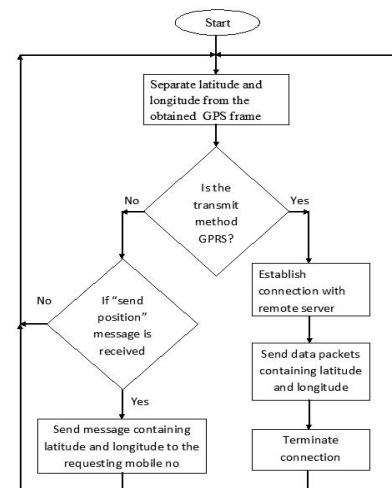 Start
Separate latitude and
longitude from the
obtained GPS frame
Is the
transmit
method
GPRS?
No
Yes
If “send
position”
message is
received
No
Yes
Establish
connection with
remote server
Send data packets
containing latitude
and longitude
Send message containing
latitude and longitude to the
requesting mobile no
Terminate
connection